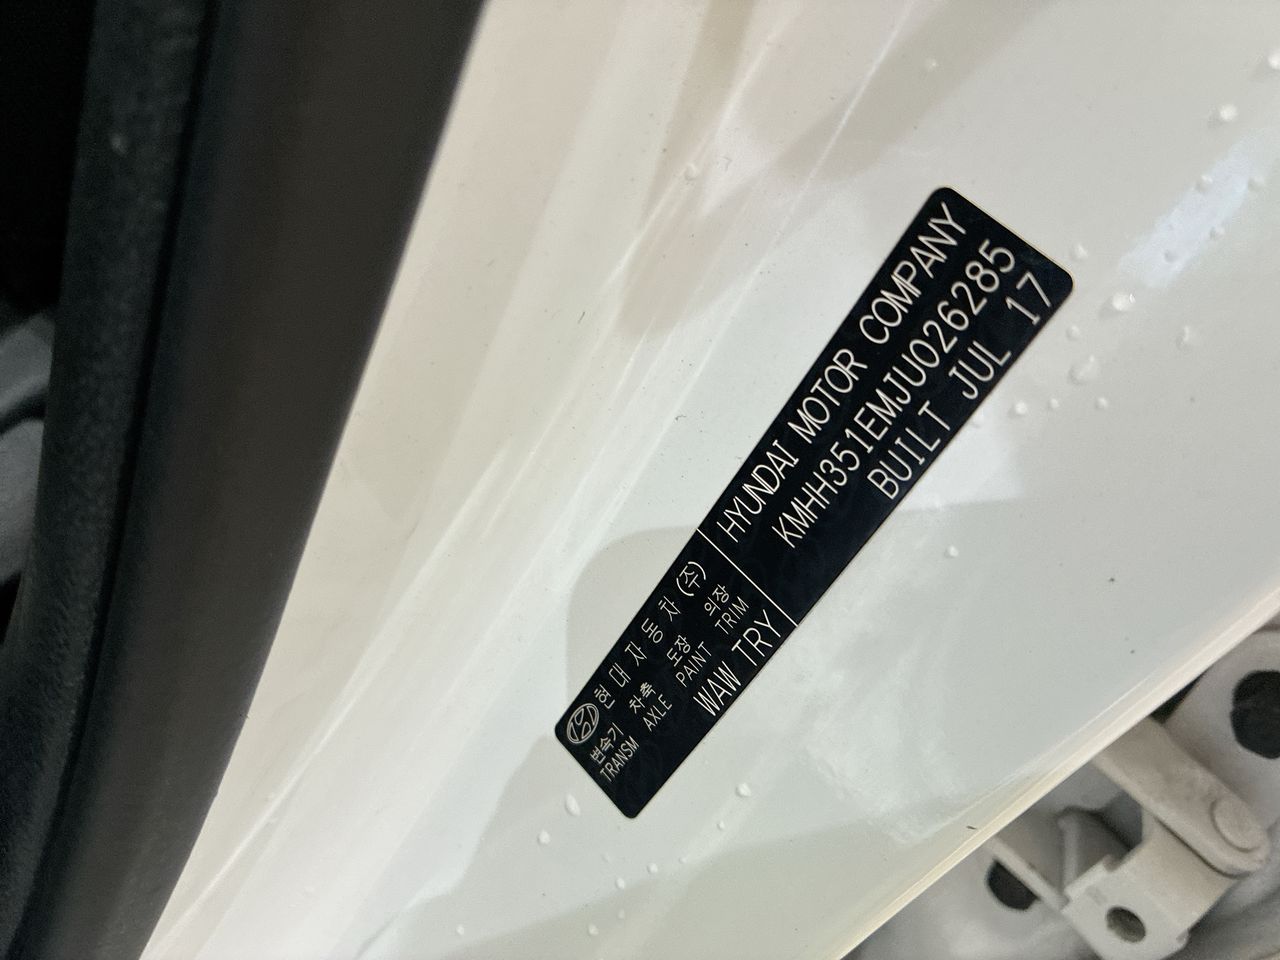 현대자동차(주)
변속기 차축 도장 의장
TRANSM AXLE PAINT TRIM
WAW TRY
HYUNDAI MOTOR COMPANY
KMHH351EMJU026285
BUILT JUL 17